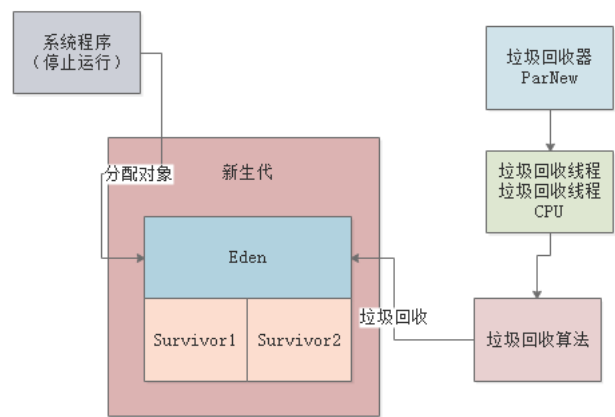 系统程序
（停止运行）
垃圾回收器
ParNew
分配对象
新生代
垃圾回收线程
垃圾回收线程
CPU
Eden
垃圾回收
Survivor1
Survivor2
垃圾回收算法